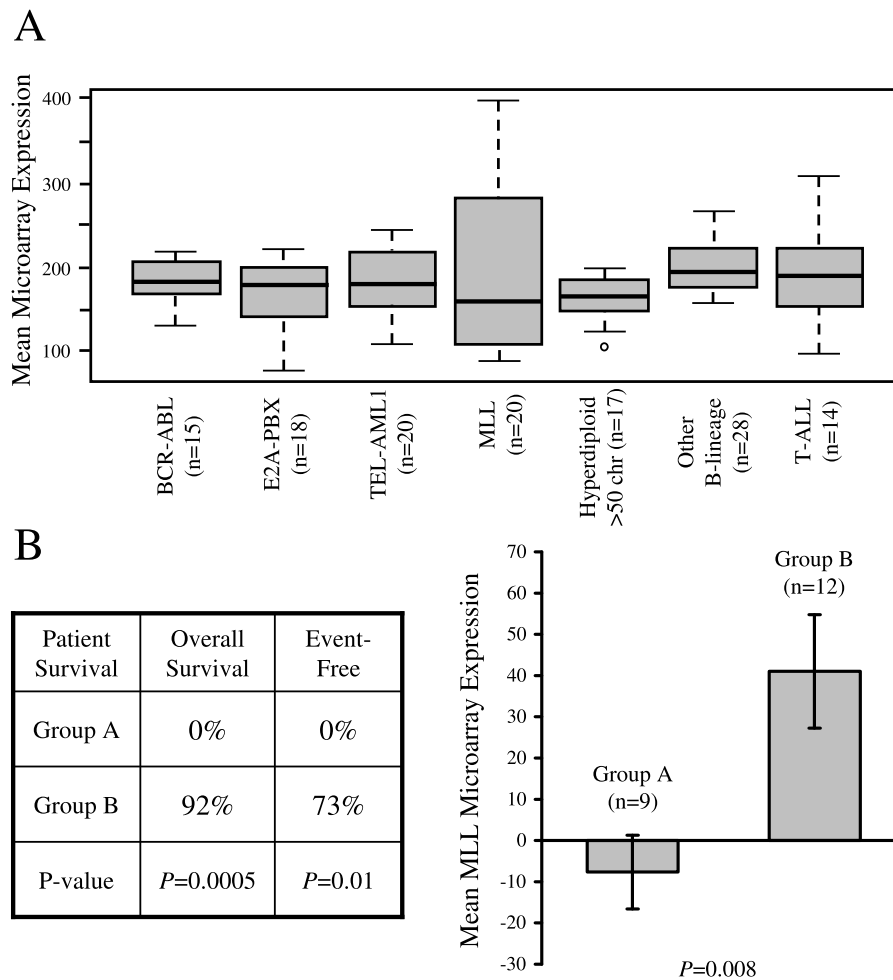 A
Mean Microarray Expression
400
300
200
100
BCR-ABL
(n=15)
E2A-PBX
(n=18)
TEL-AML1
(n=20)
MLL
(n=20)
Hyperdiploid
>50 chr (n=17)
Other
B-lineage
(n=28)
T-ALL
(n=14)
B
Patient
Survival
Overall
Survival
Event-
Free
Group A
0%
0%
Group B
92%
73%
P-value
P=0.0005
P=0.01
Mean MLL Microarray Expression
70
60
50
40
30
20
10
0
-10
-20
-30
Group A
(n=9)
Group B
(n=12)
P=0.008